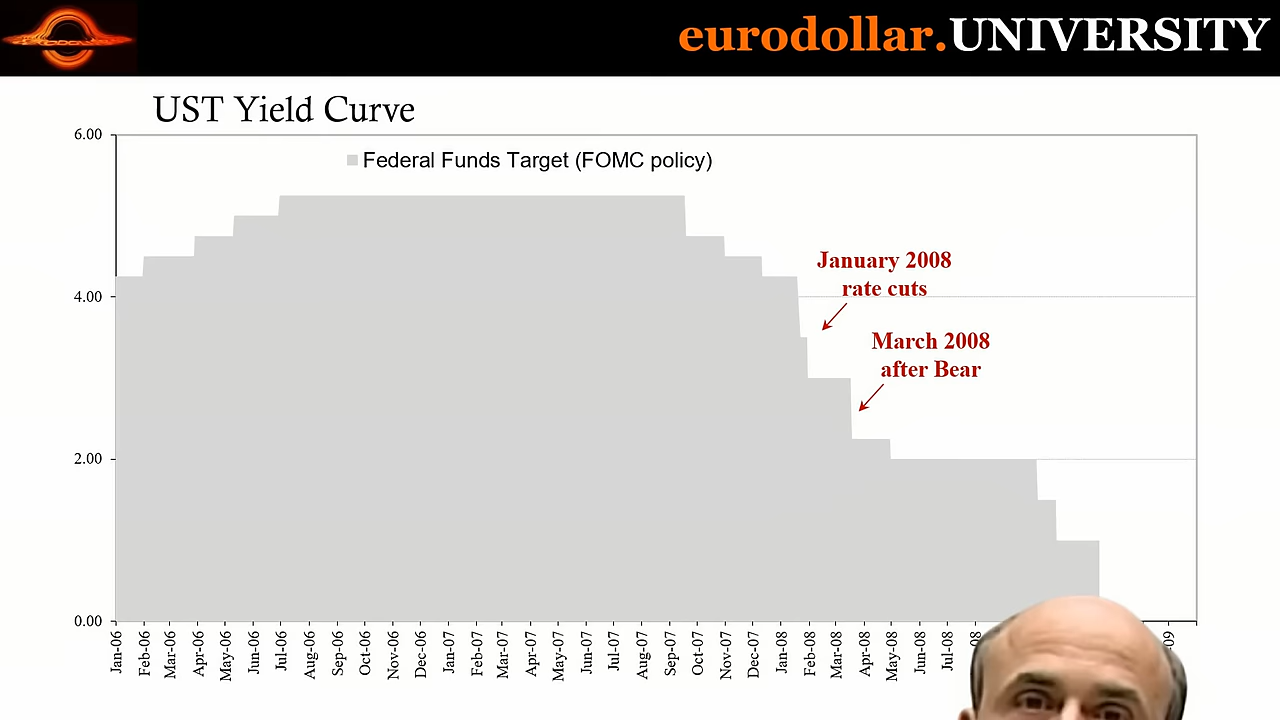 eurodollar.UNIVERSITY
UST Yield Curve
6.00
Federal Funds Target (FOMC policy)
January 2008
rate cuts
4.00
March 2008
after Bear
2.00
0.00
Jan-06
Feb-06
Mar-06
Apr-06
May-06
Jun-06
Jul-06
Aug-06
Sep-06
Oct-06
Nov-06
Dec-06
Jan-07
Feb-07
Mar-07
Apr-07
May-07
Jun-07
Jul-07
Aug-07
Sep-07
Oct-07
Nov-07
Dec-07
Jan-08
Feb-08
Mar-08
Apr-08
May-08
Jun-08
Jul-08
08
-09